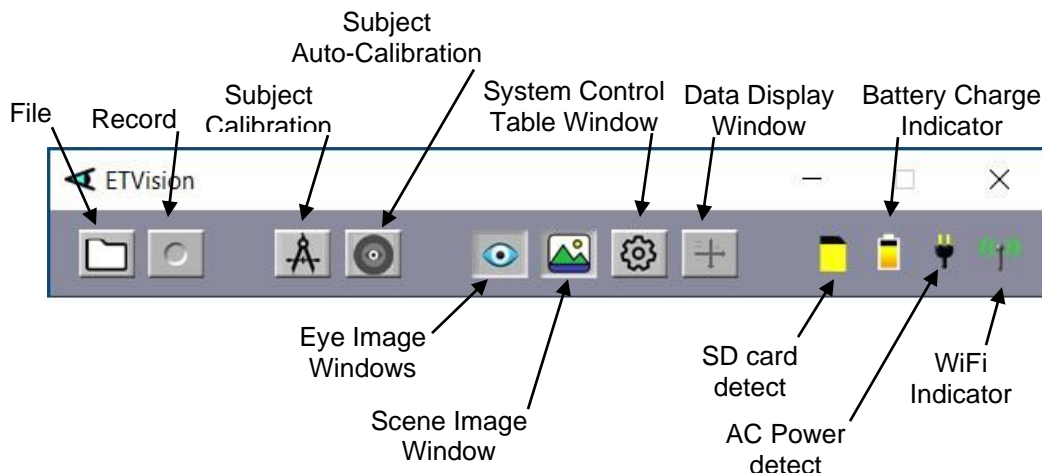 Subject
Auto-Calibration
File
Record
Subject
Calibration
System Control
Table Window
Data Display
Window
Battery Charge
Indicator
ETVision
Eye Image
Windows
Scene Image
Window
SD card
detect
AC Power
detect
WiFi
Indicator